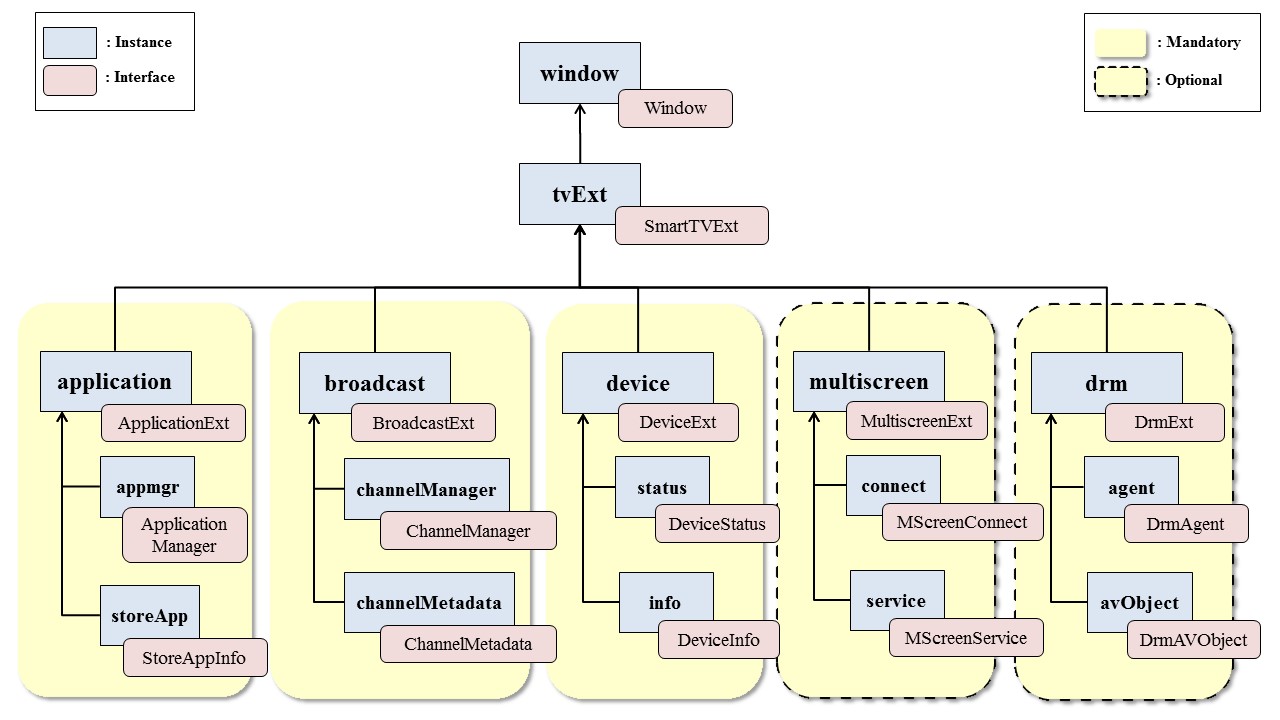 : Instance
: Interface
: Mandatory
: Optional
window
Window
tvExt
SmartTVExt
application
ApplicationExt
appmgr
Application
Manager
storeApp
StoreAppInfo
broadcast
BroadcastExt
channelManager
ChannelManager
channelMetadata
ChannelMetadata
device
DeviceExt
status
DeviceStatus
info
DeviceInfo
multiscreen
MultiscreenExt
connect
MScreenConnect
service
MScreenService
drm
DrmExt
agent
DrmAgent
avObject
DrmAVObject